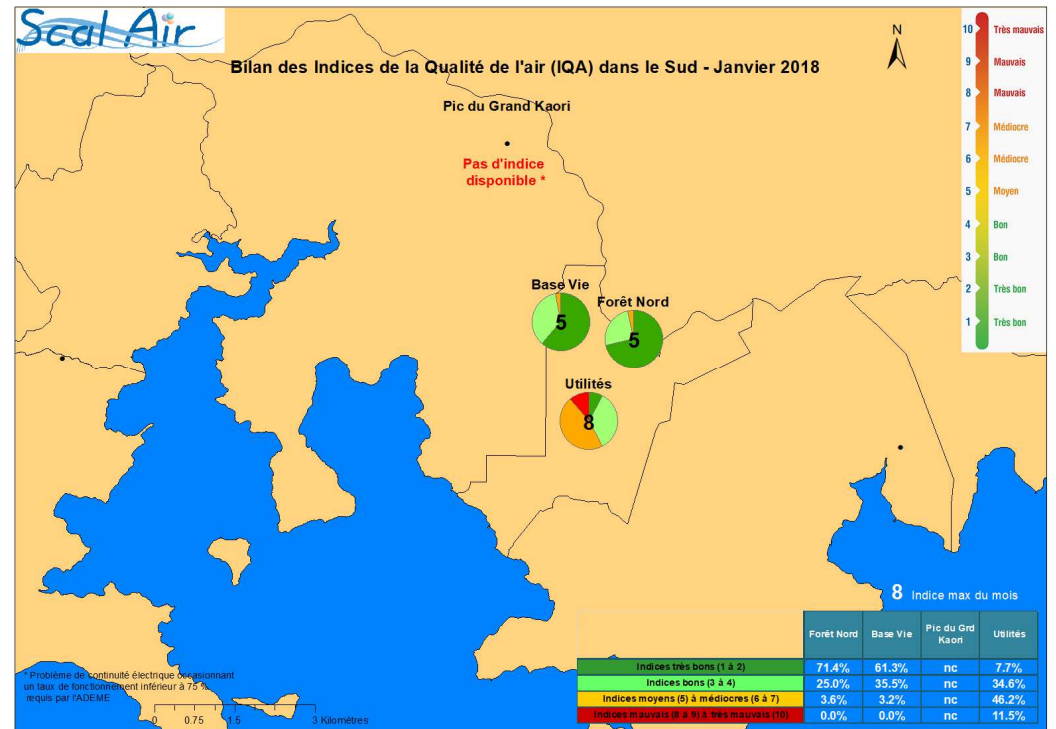 Scal Air
Bilan des Indices de la Qualité de l'air (IQA) dans le Sud - Janvier 2018
N
10 Très mauvais
9 Mauvais
8 Mauvais
7 Médiocre
6 Médiocre
5 Moyen
4 Bon
3 Bon
2 Très bon
1 Très bon
Pic du Grand Kaori
Pas d'indice
disponible *
Base Vie
5
Forêt Nord
5
Utilités
8
8 Indice max du mois
Forêt Nord Base Vie Pic du Grd Kaori Utilités
Indices très bons (1 à 2) 71.4% 61.3% nc 7.7%
Indices bons (3 à 4) 25.0% 35.5% nc 34.6%
Indices moyens (5) à médiocres (6 à 7) 3.6% 3.2% nc 46.2%
Indices mauvais (8 à 9) à très mauvais (10) 0.0% 0.0% nc 11.5%
* Problème de continuité électrique occasionnant
un taux de fonctionnement inférieur à 75 %
requis par l'ADEME
0 0.75 1.5 3 Kilomètres